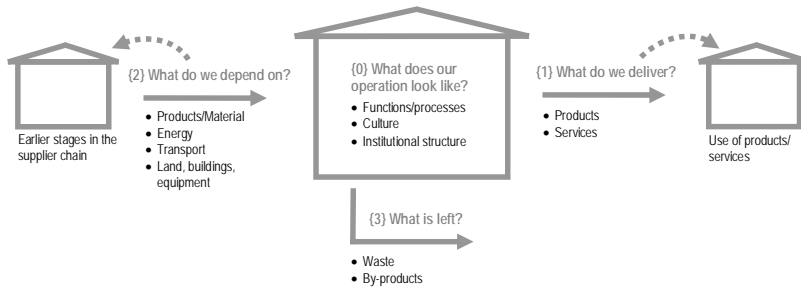 {2} What do we depend on?
• Products/Material
• Energy
• Transport
• Land, buildings,
equipment
Earlier stages in the
supplier chain
{0} What does our
operation look like?
• Functions/processes
• Culture
• Institutional structure
{1} What do we deliver?
• Products
• Services
Use of products/
services
{3} What is left?
• Waste
• By-products